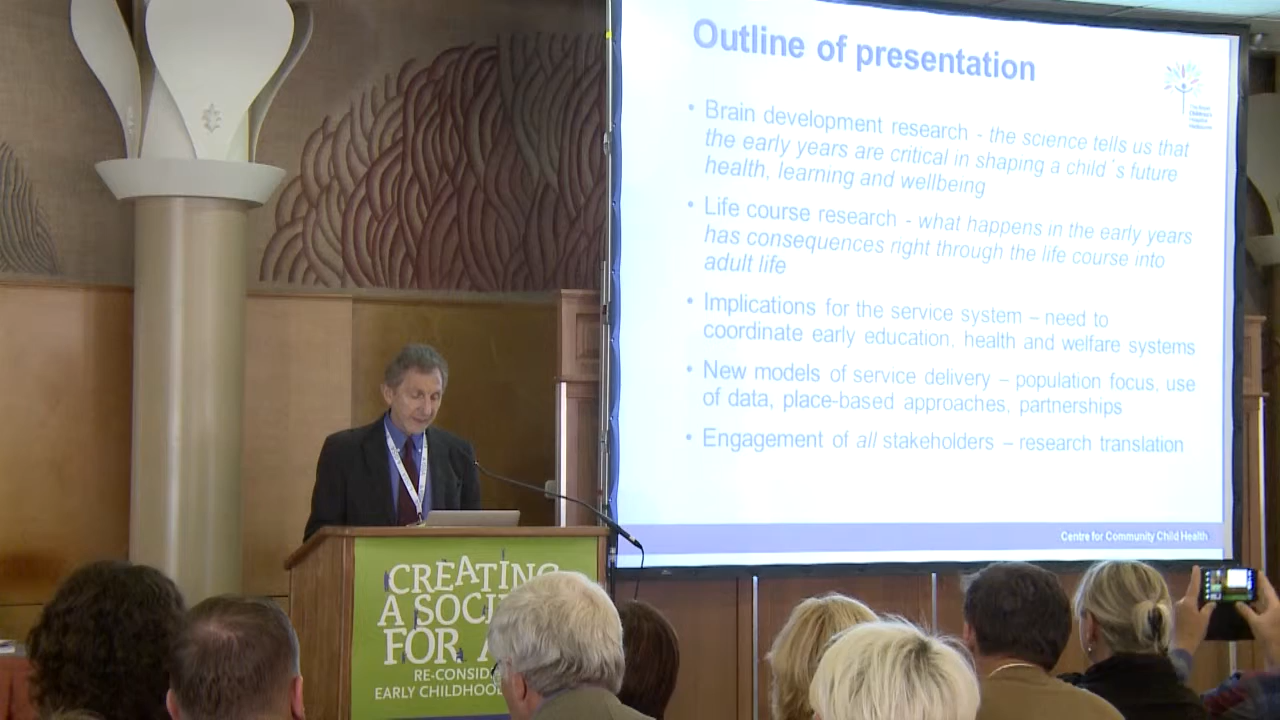 Outline of presentation
• Brain development research - the science tells us that
the early years are critical in shaping a child`s future
health, learning and wellbeing
• Life course research - what happens in the early years
has consequences right through the life course into
adult life
• Implications for the service system – need to
coordinate early education, health and welfare systems
• New models of service delivery – population focus, use
of data, place-based approaches, partnerships
• Engagement of all stakeholders – research translation
Centre for Community Child Health
CREATING
A SOCI
FOR A
RE-CONSID
EARLY CHILDHOOD